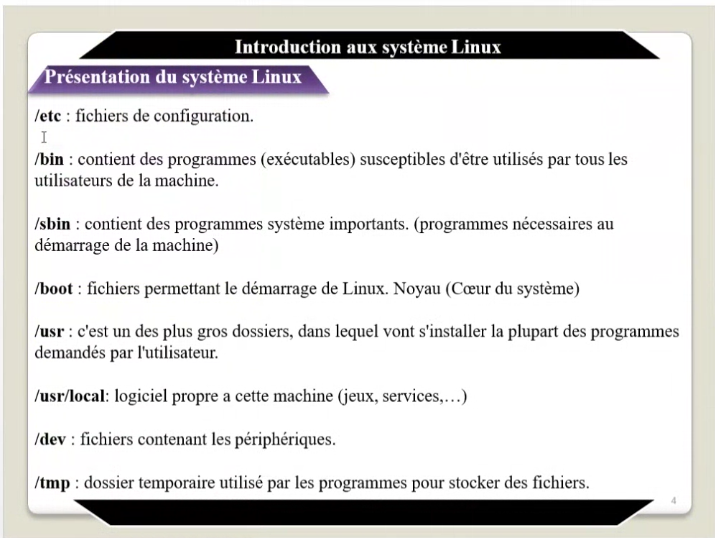 Introduction aux système Linux
Présentation du système Linux
/etc : fichiers de configuration.
/bin : contient des programmes (exécutables) susceptibles d'être utilisés par tous les
utilisateurs de la machine.
/sbin : contient des programmes système importants. (programmes nécessaires au
démarrage de la machine)
/boot : fichiers permettant le démarrage de Linux. Noyau (Cœur du système)
/usr : c'est un des plus gros dossiers, dans lequel vont s'installer la plupart des programmes
demandés par l'utilisateur.
/usr/local: logiciel propre a cette machine (jeux, services,…)
/dev : fichiers contenant les périphériques.
/tmp : dossier temporaire utilisé par les programmes pour stocker des fichiers.
4